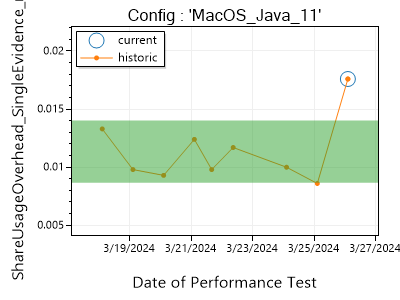 Config : 'MacOS_Java_11'
ShareUsageOverhead_SingleEvidence_
current
historic
0.02
0.015
0.01
0.005
3/19/2024
3/21/2024
3/23/2024
3/25/2024
3/27/2024
Date of Performance Test